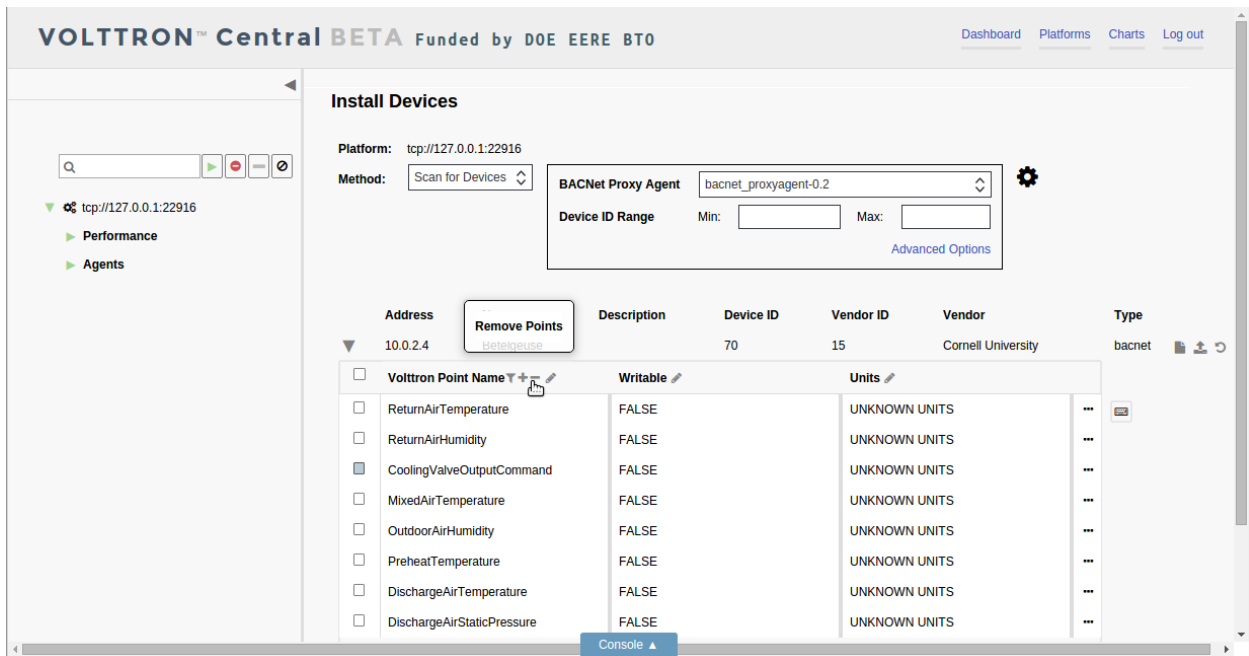 VOLTTRON™ Central BETA Funded by DOE EERE BTO
Dashboard Platforms Charts Log out
Install Devices
Platform: tcp://127.0.0.1:22916
Method: Scan for Devices
BACNet Proxy Agent bacnet_proxyagent-0.2
Device ID Range Min: Max:
Advanced Options
tcp://127.0.0.1:22916
Performance
Agents
Address Description Device ID Vendor ID Vendor Type
Remove Points
10.0.2.4 Betelgeuse 70 15 Cornell University bacnet
Volttron Point Name Writable Units
ReturnAirTemperature FALSE UNKNOWN UNITS
ReturnAirHumidity FALSE UNKNOWN UNITS
CoolingValveOutputCommand FALSE UNKNOWN UNITS
MixedAirTemperature FALSE UNKNOWN UNITS
OutdoorAirHumidity FALSE UNKNOWN UNITS
PreheatTemperature FALSE UNKNOWN UNITS
DischargeAirTemperature FALSE UNKNOWN UNITS
DischargeAirStaticPressure FALSE UNKNOWN UNITS
Console ▲